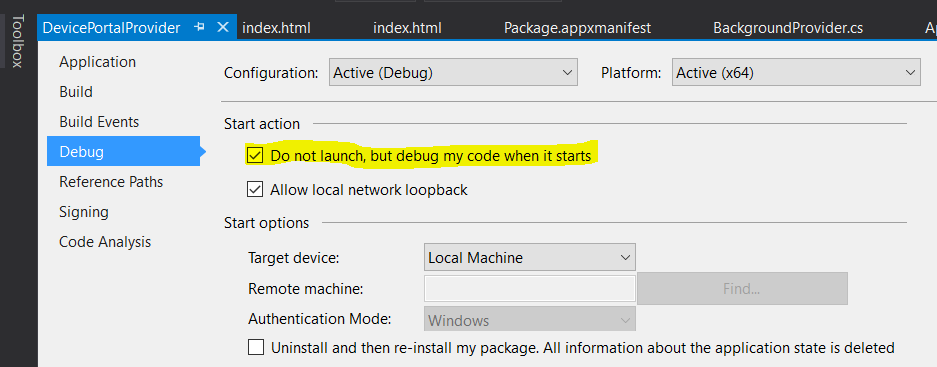 Toolbox
DevicePortalProvider index.html index.html Package.appxmanifest BackgroundProvider.cs
Application
Build
Build Events
Debug
Reference Paths
Signing
Code Analysis
Configuration: Active (Debug) Platform: Active (x64)
Start action
Do not launch, but debug my code when it starts
Allow local network loopback
Start options
Target device: Local Machine
Remote machine: Find...
Authentication Mode: Windows
Uninstall and then re-install my package. All information about the application state is deleted